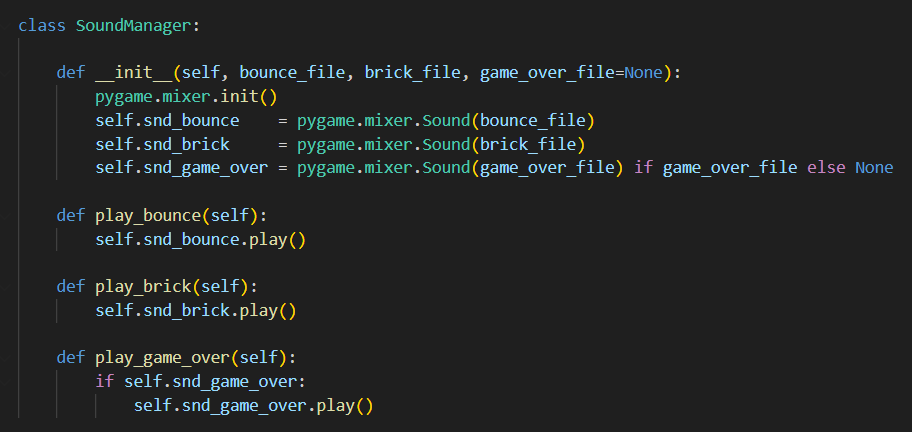 class SoundManager:
    def __init__(self, bounce_file, brick_file, game_over_file=None):
        pygame.mixer.init()
        self.snd_bounce    = pygame.mixer.Sound(bounce_file)
        self.snd_brick     = pygame.mixer.Sound(brick_file)
        self.snd_game_over = pygame.mixer.Sound(game_over_file) if game_over_file else None
    def play_bounce(self):
        self.snd_bounce.play()
    def play_brick(self):
        self.snd_brick.play()
    def play_game_over(self):
        if self.snd_game_over:
            self.snd_game_over.play()